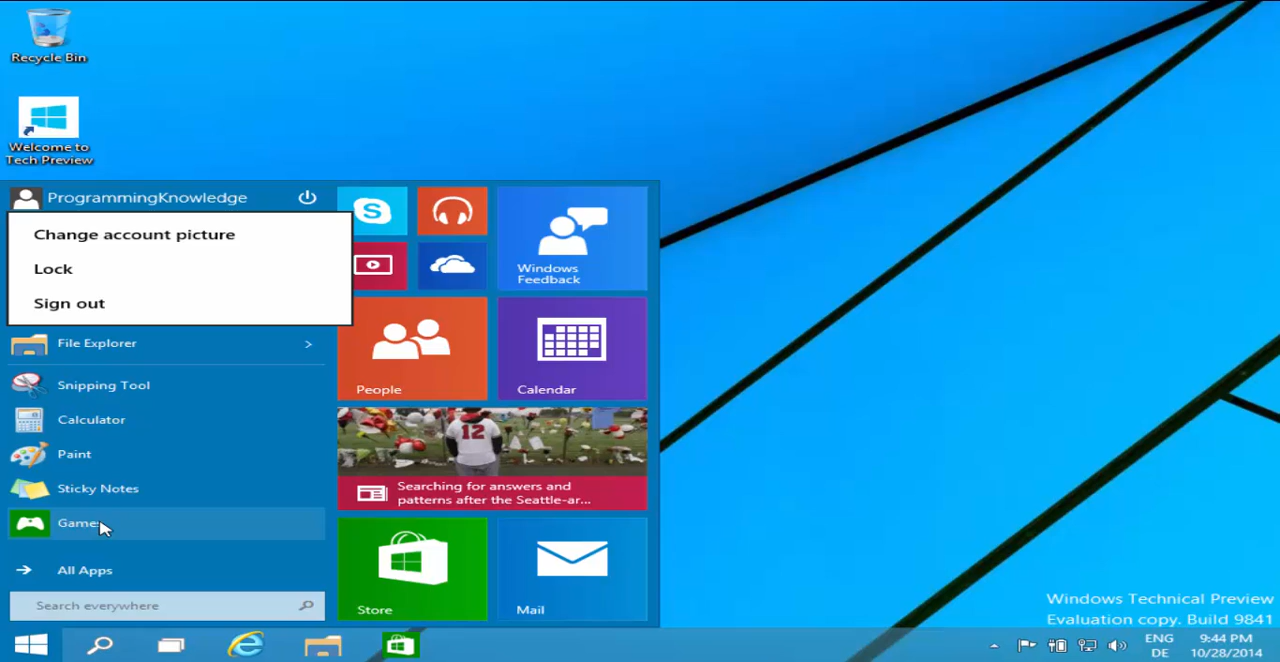 Recycle Bin
Welcome to
Tech Preview
ProgrammingKnowledge
Change account picture
Lock
Sign out
File Explorer
Snipping Tool
Calculator
Paint
Sticky Notes
Games
All Apps
Search everywhere
Windows
Feedback
People
Calendar
12
Searching for answers and
patterns after the Seattle-ar...
Store
Mail
Windows Technical Preview
Evaluation copy. Build 9841
ENG
DE
9:44 PM
10/28/2014